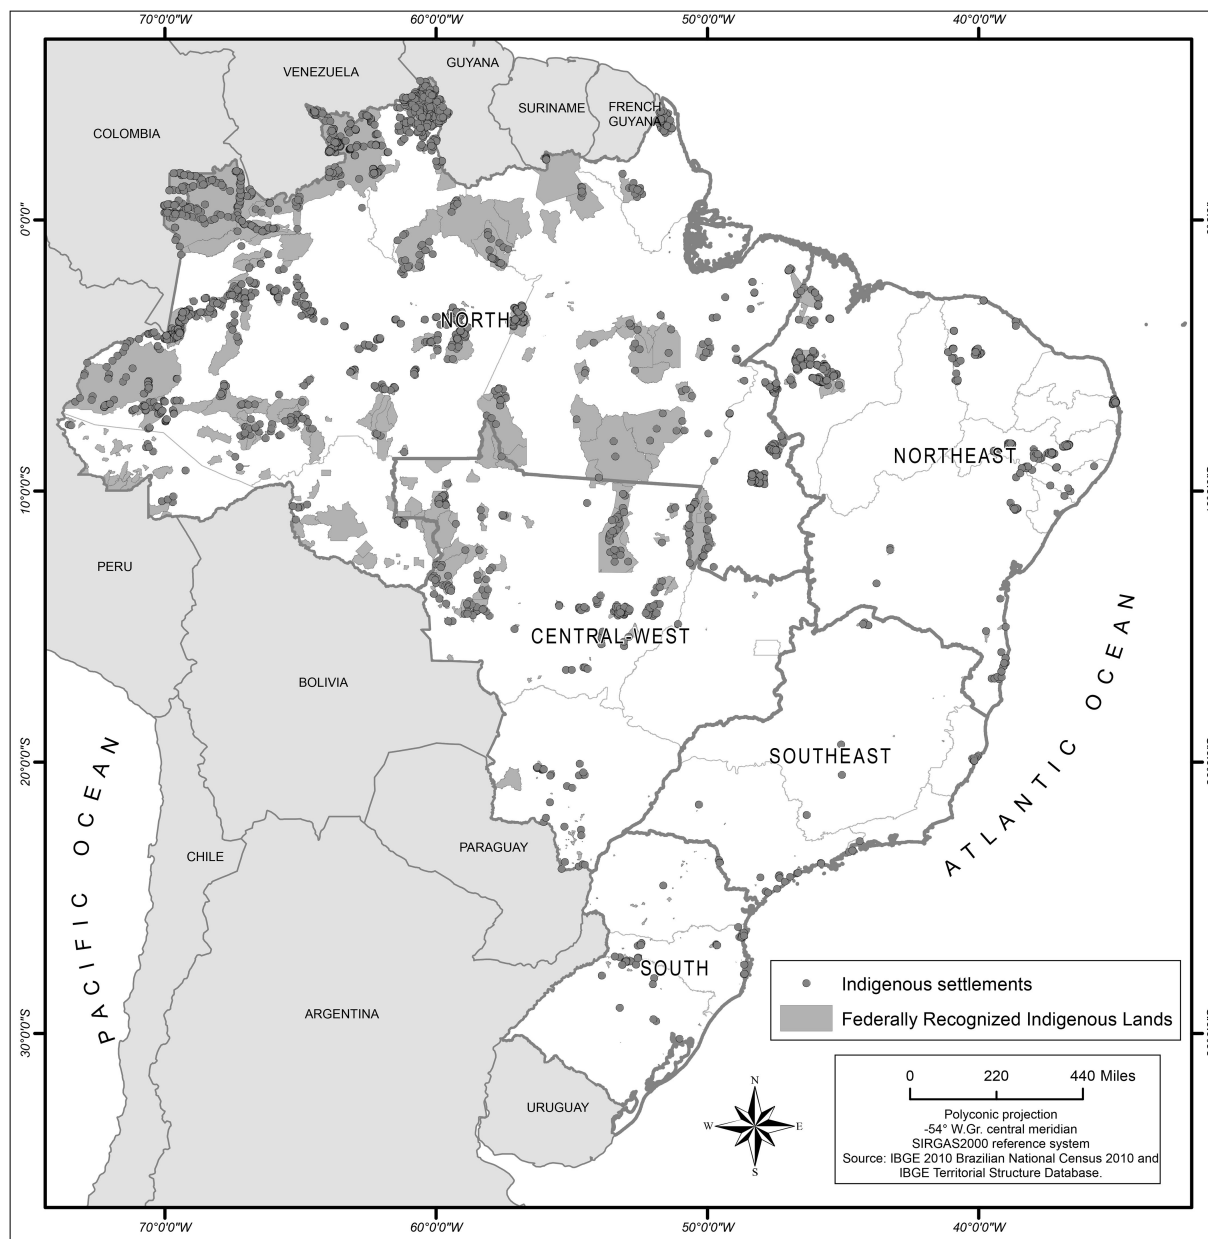 70°0'0"W 60°0'0"W 50°0'0"W 40°0'0"W
VENEZUELA
GUYANA
SURINAME
FRENCH
GUYANA
COLOMBIA
0°0'0"
NORTH
NORTHEAST
10°0'0"S
PERU
CENTRAL-WEST
BOLIVIA
SOUTHEAST
20°0'0"S
PACIFIC OCEAN
ATLANTIC OCEAN
PARAGUAY
CHILE
SOUTH
Indigenous settlements
ARGENTINA
Federally Recognized Indigenous Lands
30°0'0"S
0 220 440 Miles
URUGUAY
N
W E
S
Polyconic projection
-54° W.Gr. central meridian
SIRGAS2000 reference system
Source: IBGE 2010 Brazilian National Census 2010 and
IBGE Territorial Structure Database.
70°0'0"W 60°0'0"W 50°0'0"W 40°0'0"W